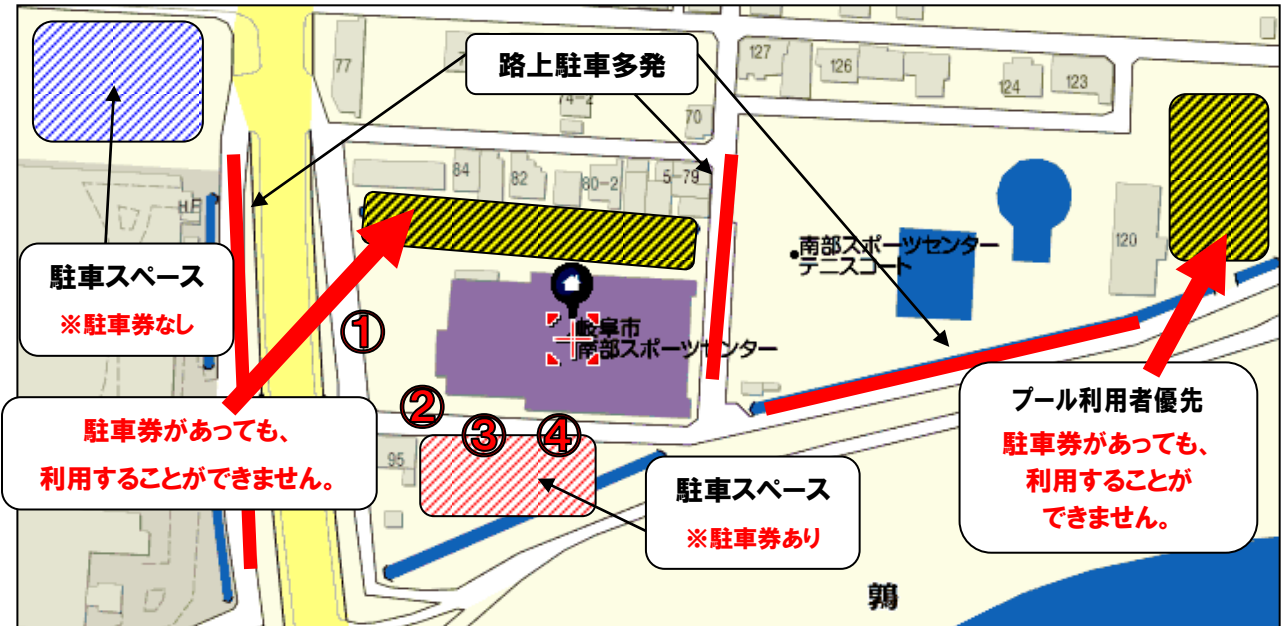 路上駐車多発
77
74-2
70
127
126
124
123
84
82
80-2
5-79
120
南部スポーツセンター
テニスコート
駐車スペース
※駐車券なし
岐阜市
南部スポーツセンター
①
②
③
④
駐車券があっても、
利用することができません。
95
駐車スペース
※駐車券あり
プール利用者優先
駐車券があっても、
利用することが
できません。
鶉